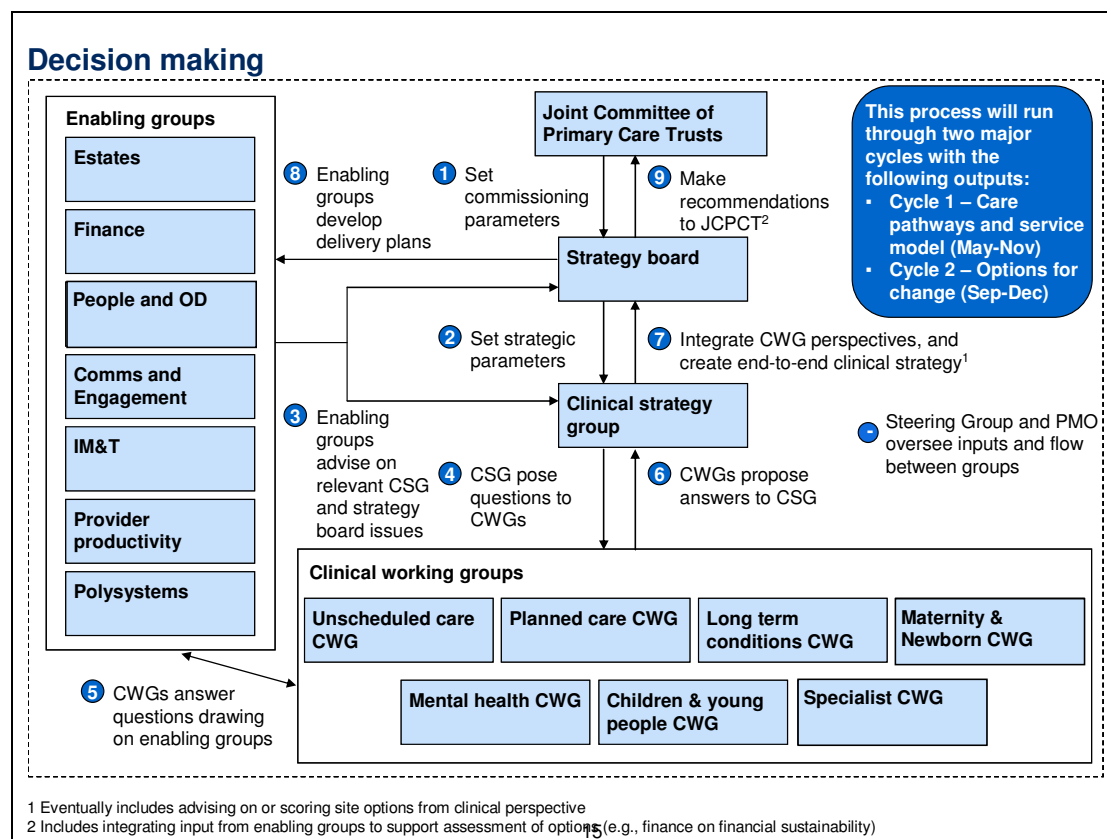 Decision making
Enabling groups
Estates
Finance
People and OD
Comms and
Engagement
IM&T
Provider
productivity
Polysystems
8 Enabling
groups
develop
delivery plans
1 Set
commissioning
parameters
Joint Committee of
Primary Care Trusts
9 Make
recommendations
to JCPCT2
Strategy board
This process will run
through two major
cycles with the
following outputs:
▪ Cycle 1 – Care
pathways and service
model (May-Nov)
▪ Cycle 2 – Options for
change (Sep-Dec)
2 Set strategic
parameters
7 Integrate CWG perspectives, and
create end-to-end clinical strategy1
Clinical strategy
group
3 Enabling
groups
advise on
relevant CSG
and strategy
board issues
4 CSG pose
questions to
CWGs
6 CWGs propose
answers to CSG
- Steering Group and PMO
oversee inputs and flow
between groups
Clinical working groups
Unscheduled care
CWG
Planned care CWG
Long term
conditions CWG
Maternity &
Newborn CWG
Mental health CWG
Children & young
people CWG
Specialist CWG
5 CWGs answer
questions drawing
on enabling groups
1 Eventually includes advising on or scoring site options from clinical perspective
2 Includes integrating input from enabling groups to support assessment of options (e.g., finance on financial sustainability)
15